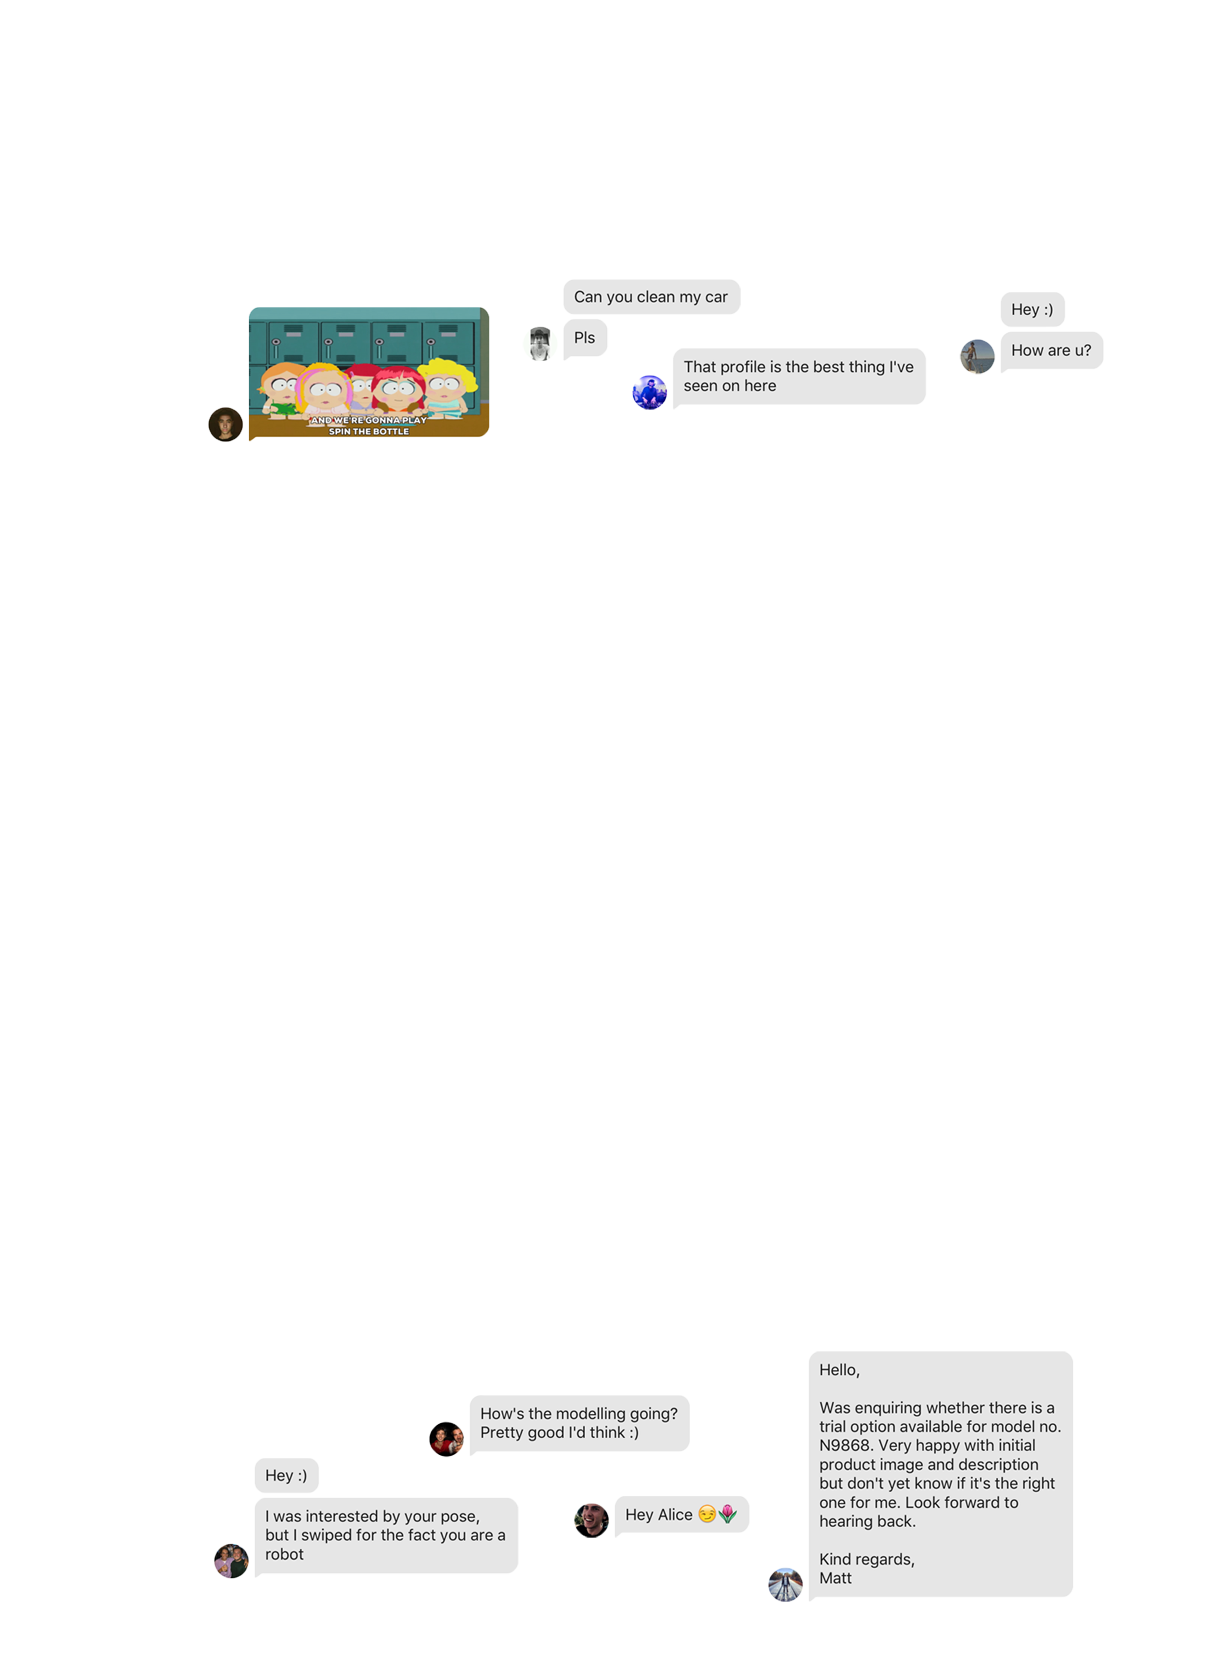 AND WE'RE GONNA PLAY
SPIN THE BOTTLE
Can you clean my car
Pls
That profile is the best thing I've
seen on here
Hey :)
How are u?
How's the modelling going?
Pretty good I'd think :)
Hey :)
I was interested by your pose,
but I swiped for the fact you are a
robot
Hey Alice 😏🌷
Hello,
Was enquiring whether there is a
trial option available for model no.
N9868. Very happy with initial
product image and description
but don't yet know if it's the right
one for me. Look forward to
hearing back.
Kind regards,
Matt